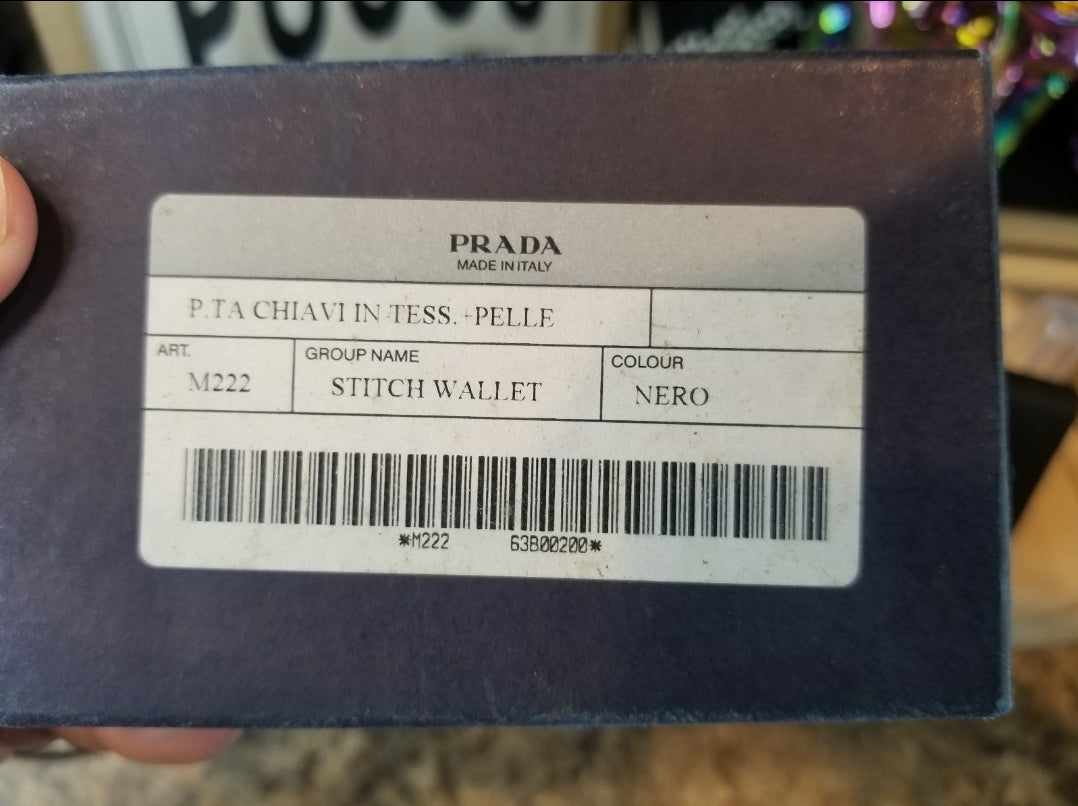 PRADA
MADE IN ITALY
P.TA CHIAVI IN TESS.+PELLE
ART.
M222
GROUP NAME
STITCH WALLET
COLOUR
NERO
*M222 63B00200*